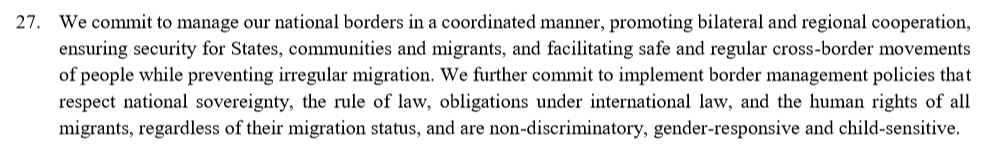 27. We commit to manage our national borders in a coordinated manner, promoting bilateral and regional cooperation,
ensuring security for States, communities and migrants, and facilitating safe and regular cross-border movements
of people while preventing irregular migration. We further commit to implement border management policies that
respect national sovereignty, the rule of law, obligations under international law, and the human rights of all
migrants, regardless of their migration status, and are non-discriminatory, gender-responsive and child-sensitive.